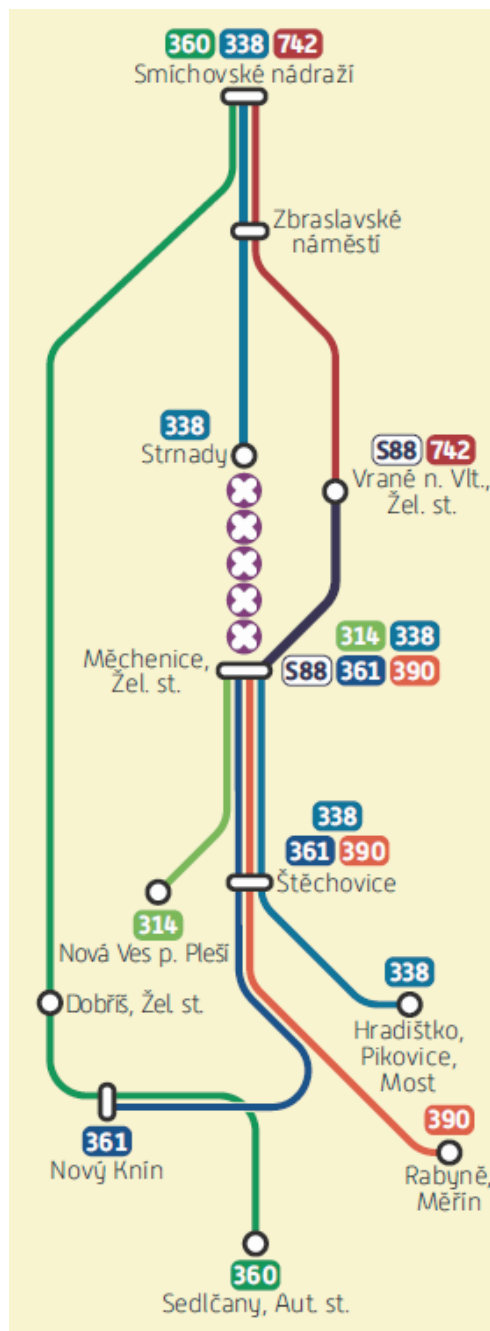 360 338 742
Smíchovské nádraží
Zbraslavské
náměstí
338
Strnady
S88 742
Vrané n. Vlt.,
Žel. st.
314 338
Měchenice,
Žel. st.
S88 361 390
338
361 390
Štěchovice
314
Nová Ves p. Pleší
338
Dobříš, Žel. st.
Hradištko,
Pikovice,
Most
390
361
Nový Knín
Rabyně,
Měřín
360
Sedlčany, Aut. st.